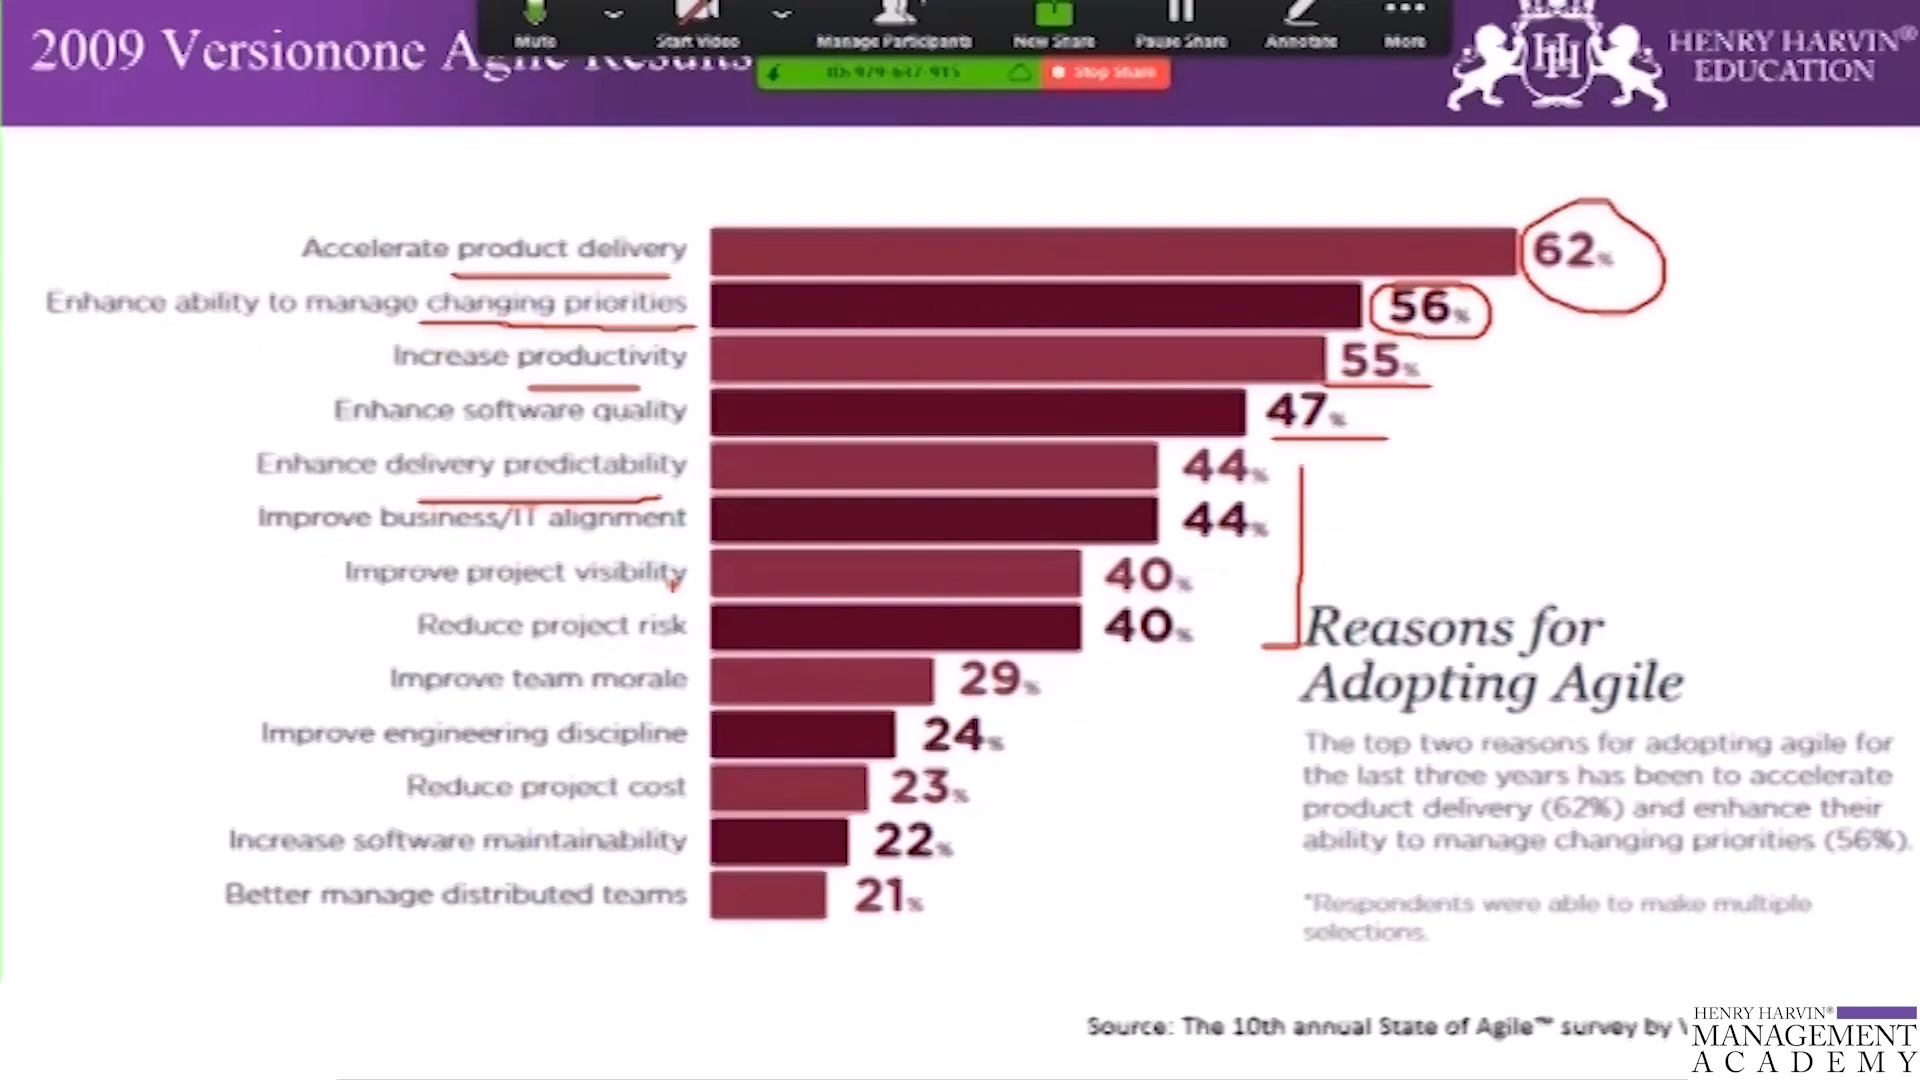 Mute
Start Video
Manage Participants
New Share
Pause Share
Annotate
More
2009 Versionone Agile Results
Stop Share
HENRY HARVIN®
EDUCATION
Accelerate product delivery 62%
Enhance ability to manage changing priorities 56%
Increase productivity 55%
Enhance software quality 47%
Enhance delivery predictability 44%
Improve business/IT alignment 44%
Improve project visibility 40%
Reduce project risk 40%
Improve team morale 29%
Improve engineering discipline 24%
Reduce project cost 23%
Increase software maintainability 22%
Better manage distributed teams 21%
Reasons for
Adopting Agile
The top two reasons for adopting agile for
the last three years has been to accelerate
product delivery (62%) and enhance their
ability to manage changing priorities (56%).
*Respondents were able to make multiple
selections.
Source: The 10th annual State of Agile™ survey by
HENRY HARVIN®
MANAGEMENT
ACADEMY